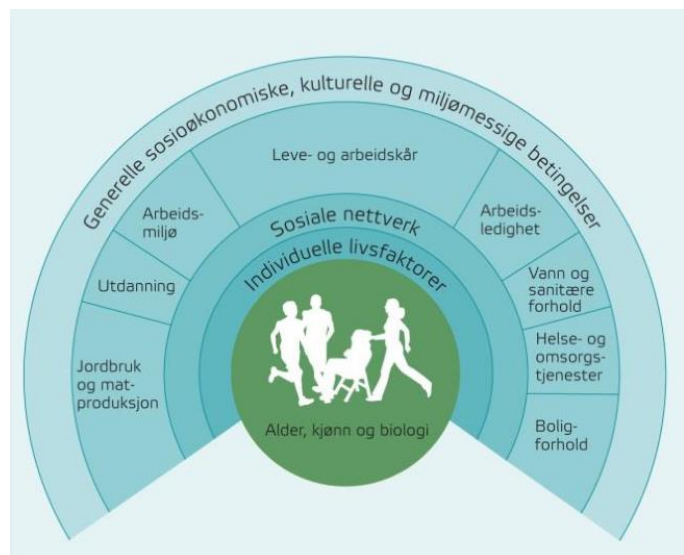 Generelle sosioøkonomiske, kulturelle og miljømessige betingelser
Leve- og arbeidskår
Arbeids-
miljø
Utdanning
Jordbruk
og mat-
produksjon
Arbeids-
ledighet
Vann og
sanitære
forhold
Helse- og
omsorgs-
tjenester
Bolig-
forhold
Sosiale nettverk
Individuelle livsfaktorer
Alder, kjønn og biologi